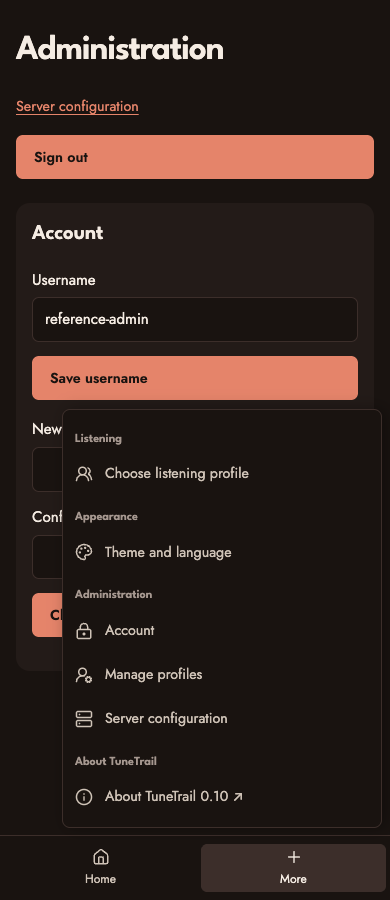 Administration
Server configuration
Sign out
Account
Username
reference-admin
Save username
New
Listening
Choose listening profile
Appearance
Theme and language
Administration
Account
Manage profiles
Server configuration
About TuneTrail
About TuneTrail 0.10
Home
More